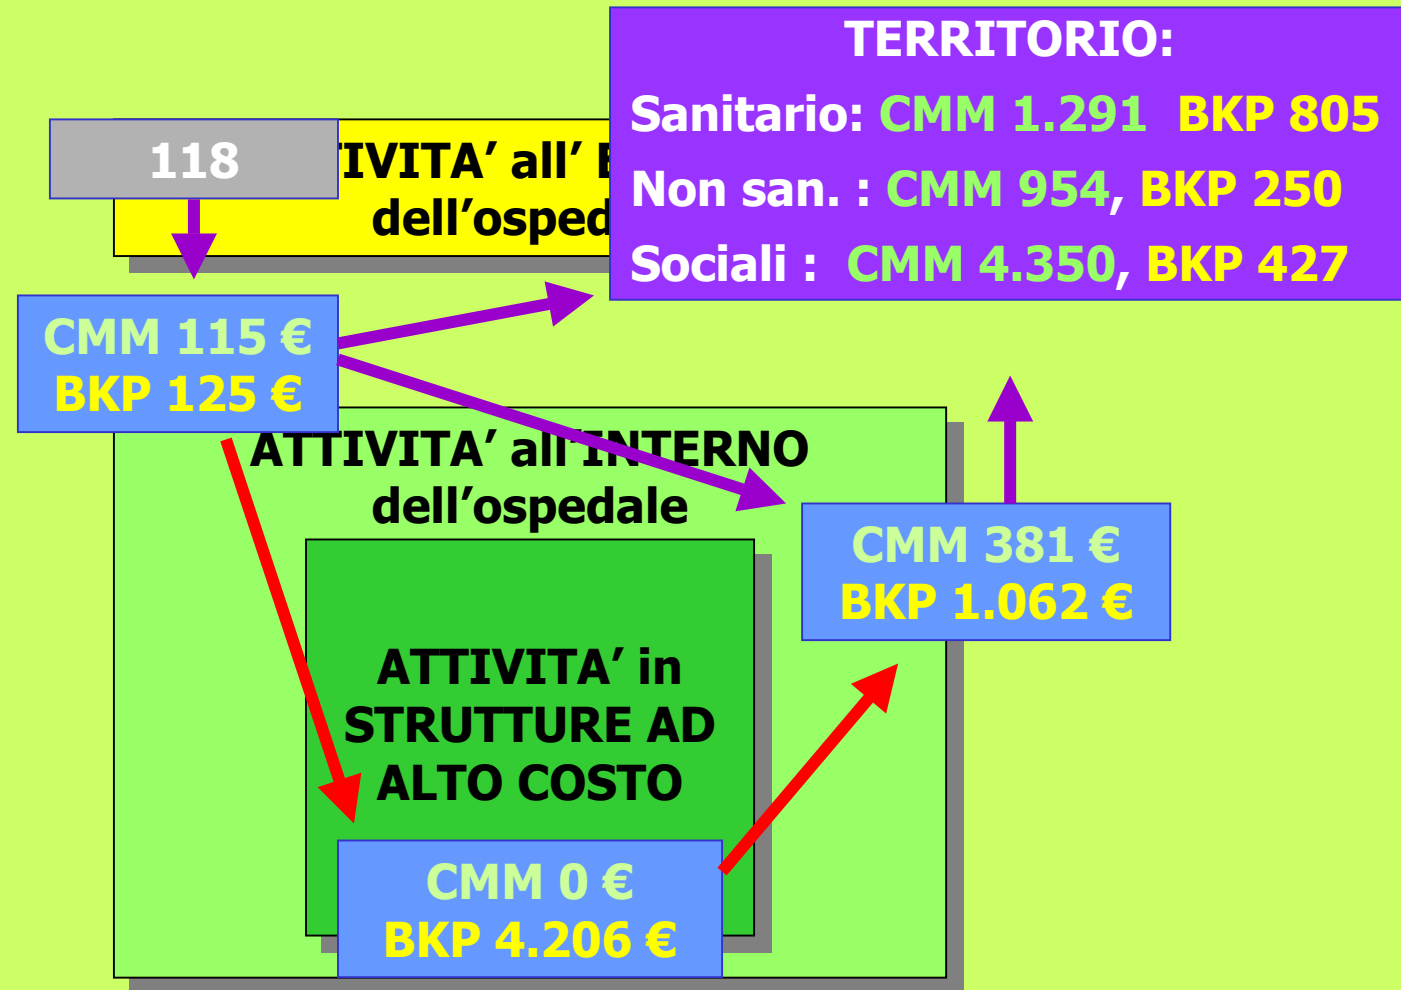 TERRITORIO:
Sanitario: CMM 1.291 BKP 805
Non san. : CMM 954, BKP 250
Sociali : CMM 4.350, BKP 427
118
IVITA’ all’
dell’osped
CMM 115 €
BKP 125 €
ATTIVITA’ all’INTERNO
dell’ospedale
CMM 381 €
BKP 1.062 €
ATTIVITA’ in
STRUTTURE AD
ALTO COSTO
CMM 0 €
BKP 4.206 €